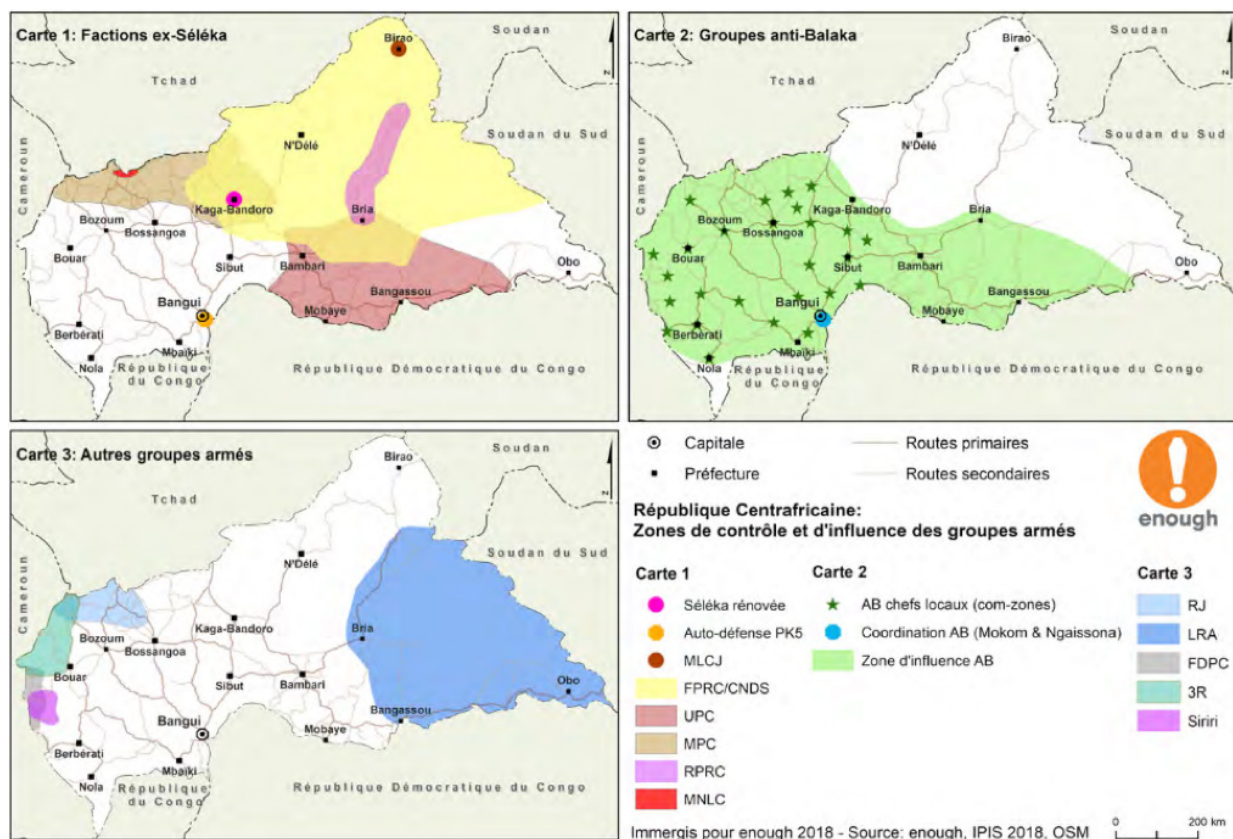 Carte 1: Factions ex-Séléka
Soudan
Birao
Tchad
N
Soudan du Sud
N'Délé
Cameroun
Kaga-Bandoro
Bozoum
Bossangoa
Bria
Bouar
Sibut
Bambari
Obo
Bangui
Bangassou
Mobaye
Berbérati
Mbaïki
Nola
République
du Congo
République Démocratique du Congo
Carte 2: Groupes anti-Balaka
Soudan
Birao
Tchad
N
Soudan du Sud
N'Délé
Cameroun
Kaga-Bandoro
Bozoum
Bossangoa
Bria
Bouar
Sibut
Bambari
Obo
Bangui
Bangassou
Mobaye
Berbérati
Mbaïki
Nola
République
du Congo
République Démocratique du Congo
Carte 3: Autres groupes armés
Soudan
Birao
Tchad
N
Soudan du Sud
N'Délé
Cameroun
Kaga-Bandoro
Bozoum
Bossangoa
Bria
Bouar
Sibut
Bambari
Obo
Bangui
Bangassou
Mobaye
Berbérati
Mbaïki
Nola
République
du Congo
République Démocratique du Congo
Capitale
Routes primaires
Préfecture
Routes secondaires
enough
République Centrafricaine:
Zones de contrôle et d'influence des groupes armés
Carte 1
Séléka rénovée
Auto-défense PK5
MLCJ
FPRC/CNDS
UPC
MPC
RPRC
MNLC
Carte 2
AB chefs locaux (com-zones)
Coordination AB (Mokom & Ngaissona)
Zone d'influence AB
Carte 3
RJ
LRA
FDPC
3R
Siriri
Immergis pour enough 2018 - Source: enough, IPIS 2018, OSM
0 200 km